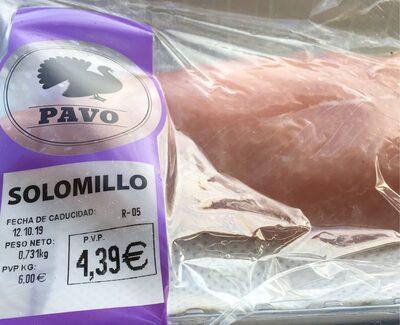 PAVO
SOLOMILLO
FECHA DE CADUCIDAD: R-05
12.10.19
PESO NETO:
0,731kg
PVP KG:
6,00€
P.V.P.
4,39€